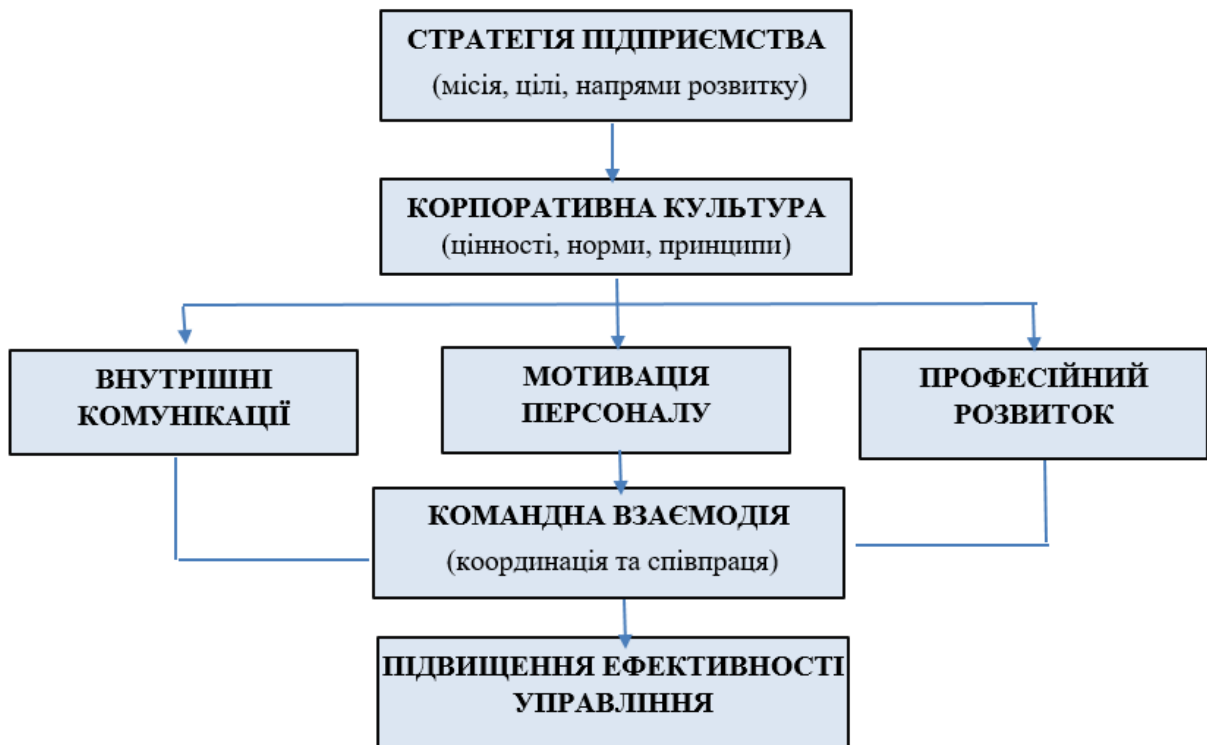 СТРАТЕГІЯ ПІДПРИЄМСТВА
(місія, цілі, напрями розвитку)
КОРПОРАТИВНА КУЛЬТУРА
(цінності, норми, принципи)
ВНУТРІШНІ
КОМУНІКАЦІЇ
МОТИВАЦІЯ
ПЕРСОНАЛУ
ПРОФЕСІЙНИЙ
РОЗВИТОК
КОМАНДНА ВЗАЄМОДІЯ
(координація та співпраця)
ПІДВИЩЕННЯ ЕФЕКТИВНОСТІ
УПРАВЛІННЯ